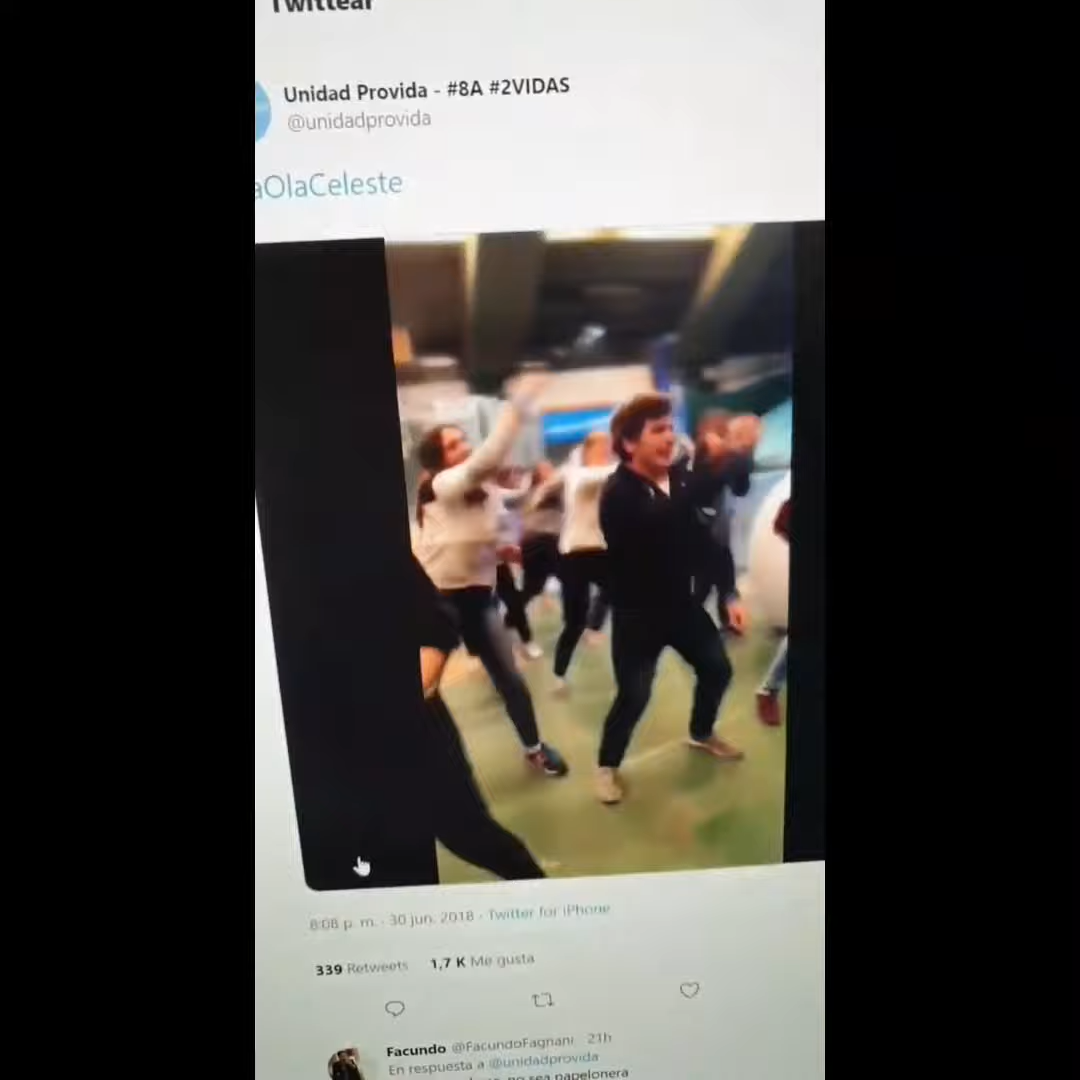 Twittear
Unidad Provida - #8A #2VIDAS
@unidadprovida
aOlaCeleste
8:08 p. m. · 30 jun. 2018 · Twitter for iPhone
339 Retweets 1,7 K Me gusta
Facundo @FacundoFagnani 21h
En respuesta a @unidadprovida
no sea papelonera